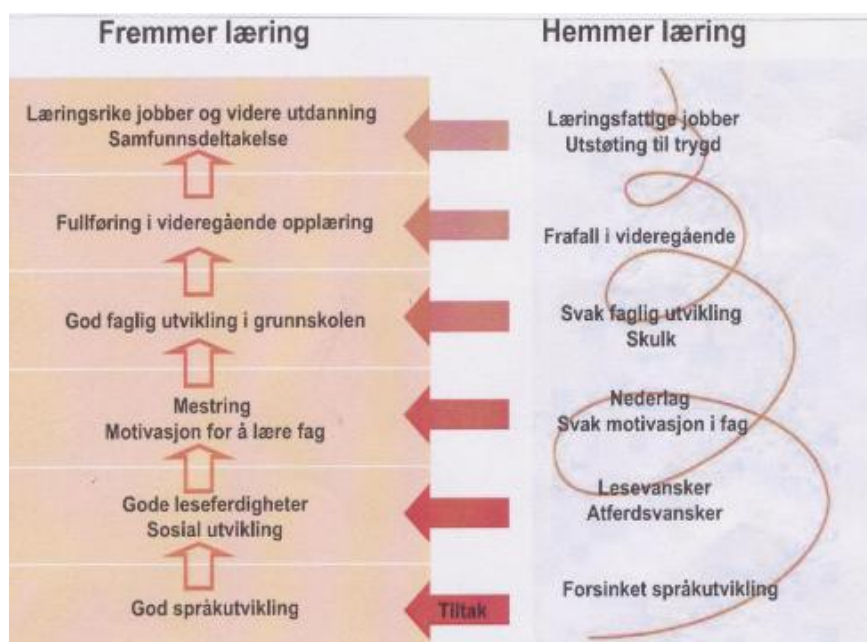 Fremmer læring
Hemmer læring
Læringsrike jobber og videre utdanning
Samfunnsdeltakelse
Læringsfattige jobber
Utstøting til trygd
Fullføring i videregående opplæring
Frafall i videregående
God faglig utvikling i grunnskolen
Svak faglig utvikling
Skulk
Mestring
Motivasjon for å lære fag
Nederlag
Svak motivasjon i fag
Gode leseferdigheter
Sosial utvikling
Lesevansker
Atferdsvansker
God språkutvikling
Tiltak
Forsinket språkutvikling